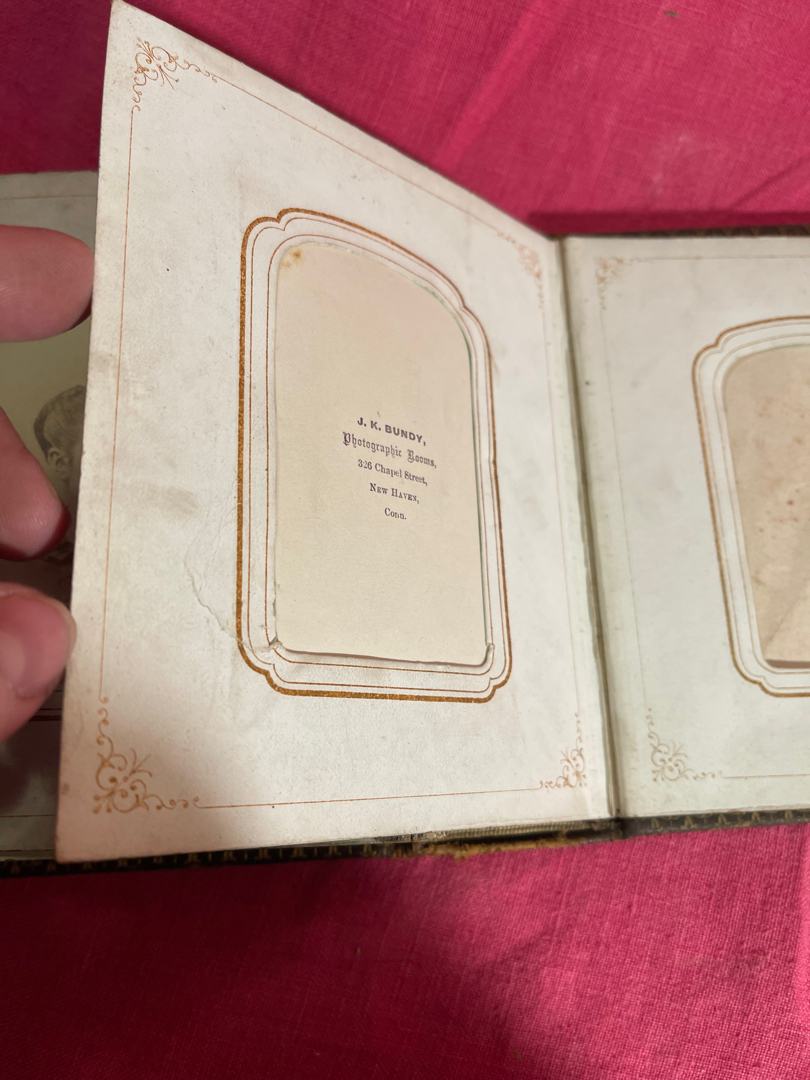 J. K. BUNDY,
Photographic Rooms,
326 Chapel Street,
NEW HAVEN,
Conn.